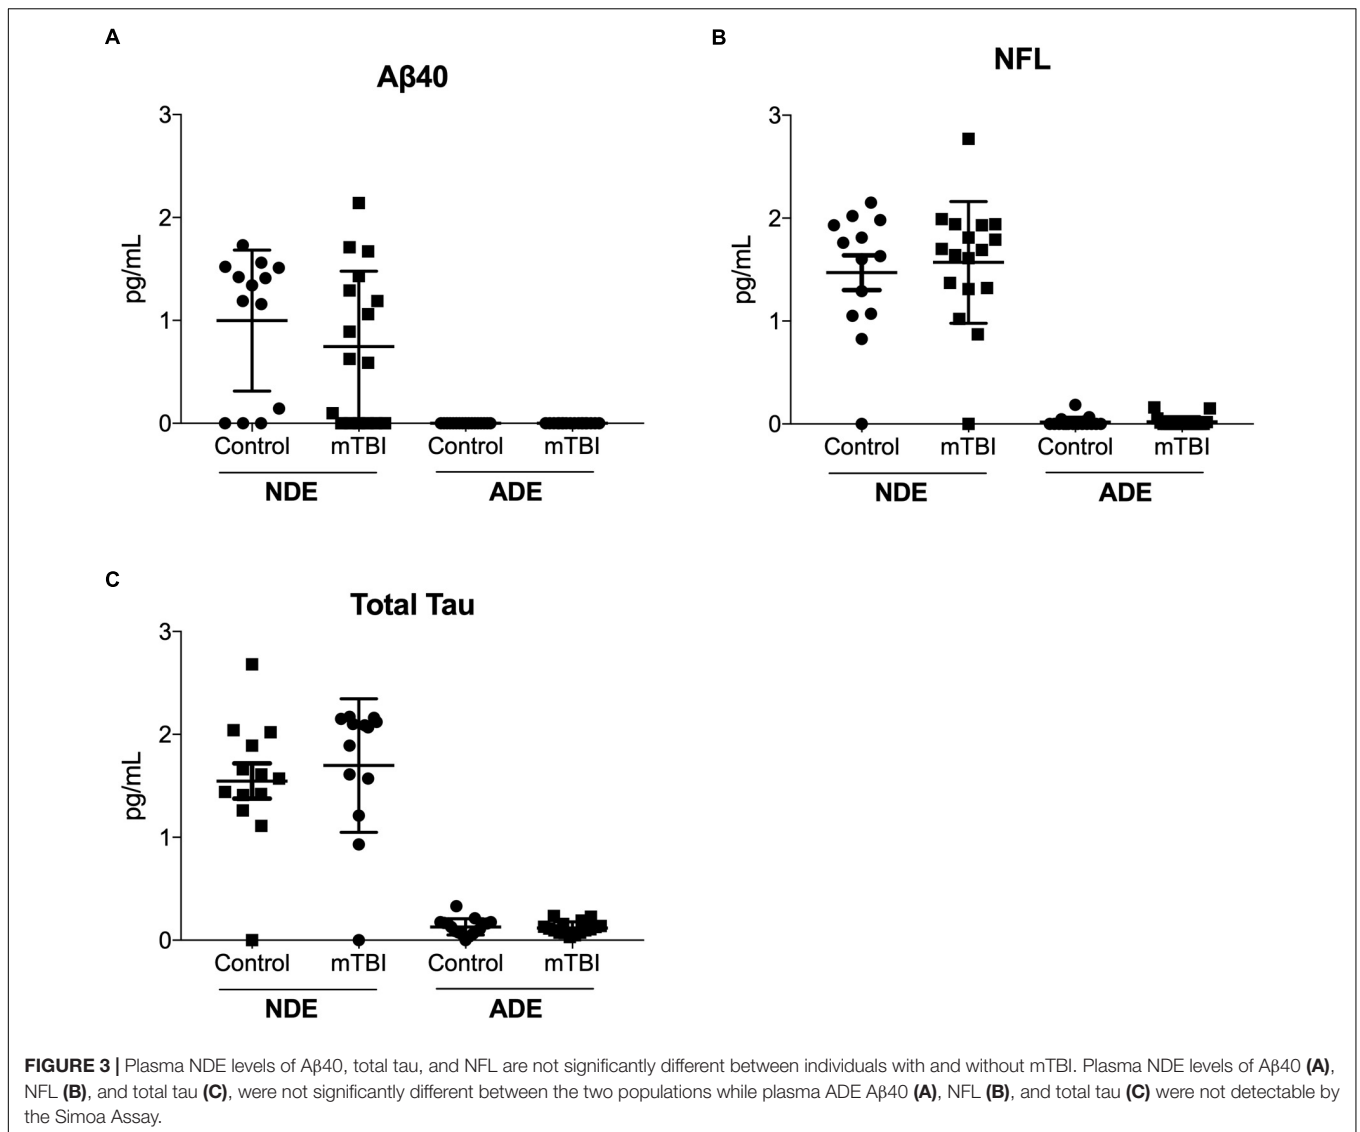 A
Aβ40
3
2
1
0
pg/mL
Control mTBI Control mTBI
NDE ADE
B
NFL
3
2
1
0
pg/mL
Control mTBI Control mTBI
NDE ADE
C
Total Tau
3
2
1
0
pg/mL
Control mTBI Control mTBI
NDE ADE
FIGURE 3 | Plasma NDE levels of Aβ40, total tau, and NFL are not significantly different between individuals with and without mTBI. Plasma NDE levels of Aβ40 (A),
NFL (B), and total tau (C), were not significantly different between the two populations while plasma ADE Aβ40 (A), NFL (B), and total tau (C) were not detectable by
the Simoa Assay.